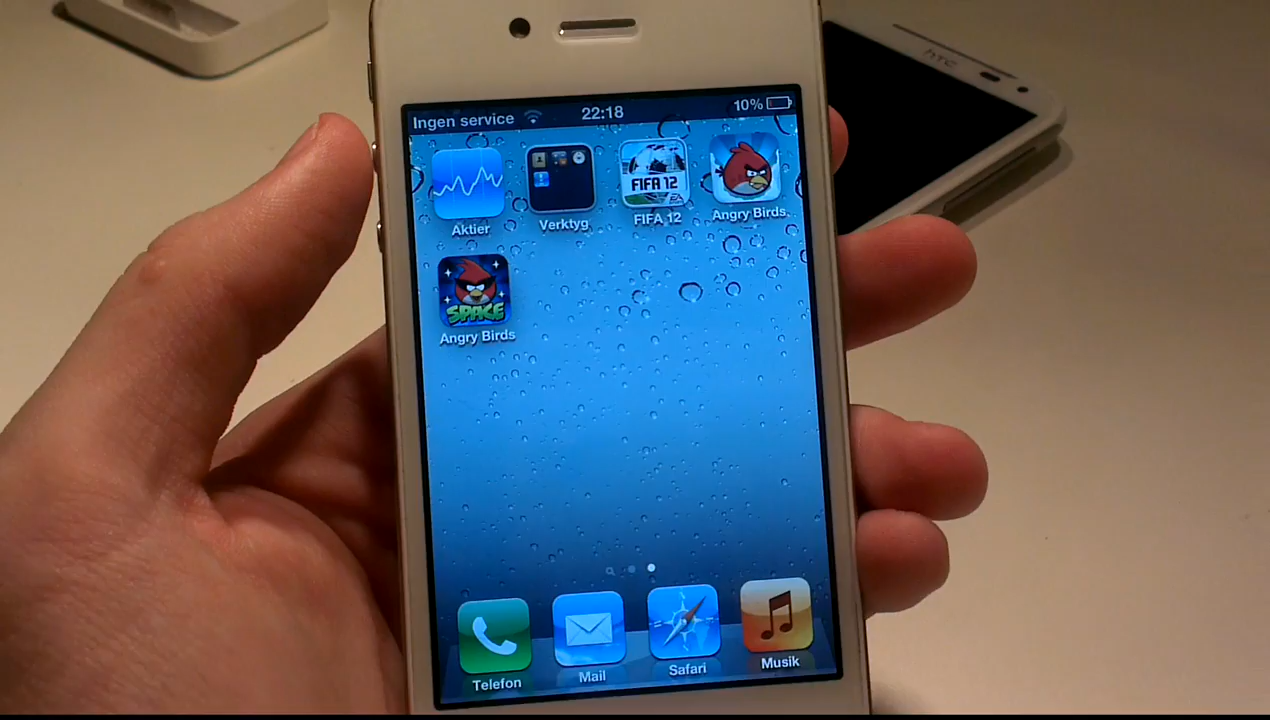 hTC
Ingen service 22:18 10%
FIFA 12
EA
Aktier Verktyg FIFA 12 Angry Birds
SPACE
Angry Birds
Telefon Mail Safari Musik